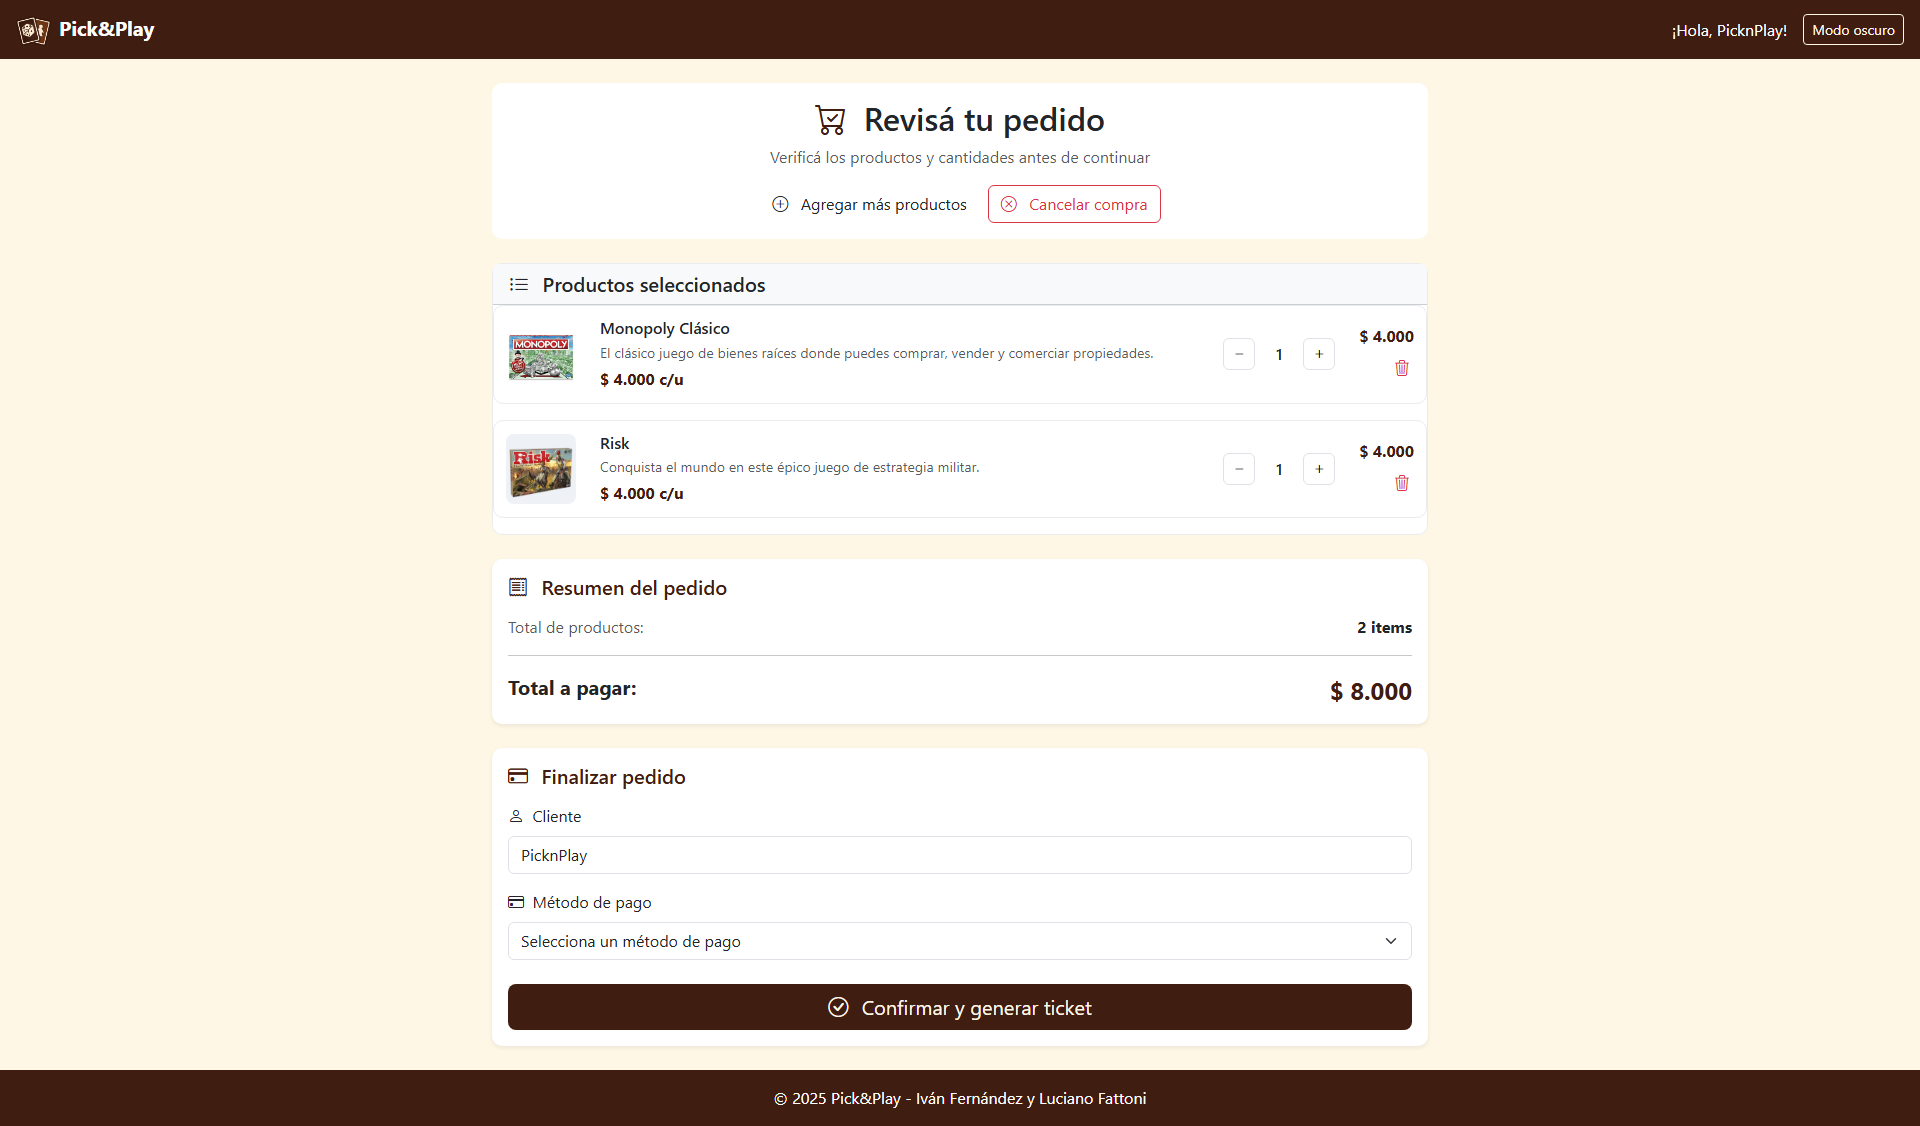 Pick&Play
¡Hola, PicknPlay!
Modo oscuro
Revisá tu pedido
Verificá los productos y cantidades antes de continuar
Agregar más productos
Cancelar compra
Productos seleccionados
MONOPOLY
Monopoly Clásico
El clásico juego de bienes raíces donde puedes comprar, vender y comerciar propiedades.
$ 4.000 c/u
− 1 +
$ 4.000
Risk
Risk
Conquista el mundo en este épico juego de estrategia militar.
$ 4.000 c/u
− 1 +
$ 4.000
Resumen del pedido
Total de productos: 2 items
Total a pagar: $ 8.000
Finalizar pedido
Cliente
PicknPlay
Método de pago
Selecciona un método de pago
Confirmar y generar ticket
© 2025 Pick&Play - Iván Fernández y Luciano Fattoni